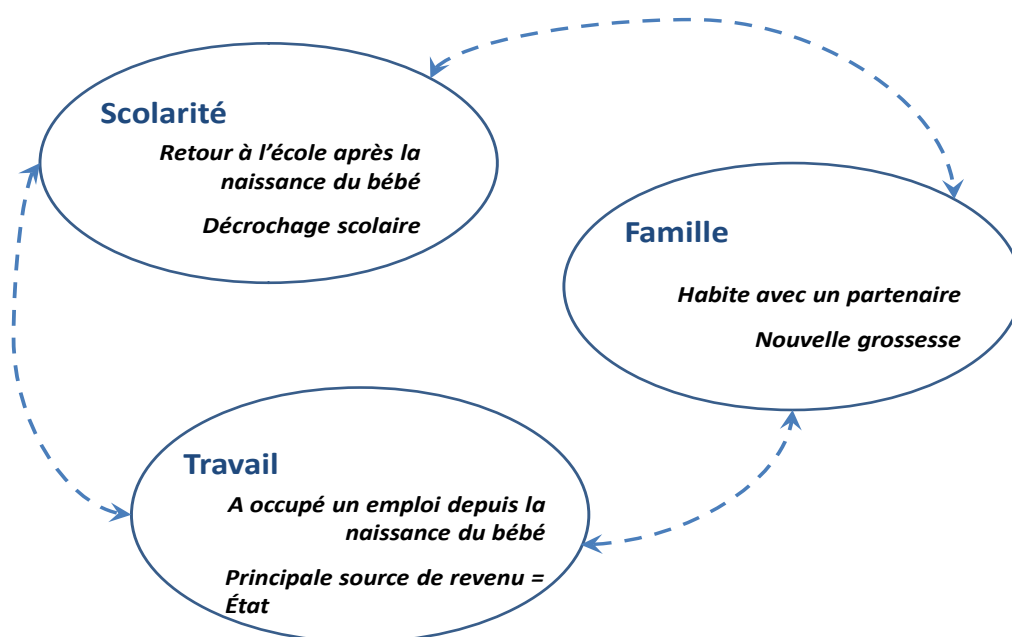 Scolarité
Retour à l’école après la
naissance du bébé
Décrochage scolaire
Famille
Habite avec un partenaire
Nouvelle grossesse
Travail
A occupé un emploi depuis la
naissance du bébé
Principale source de revenu =
État